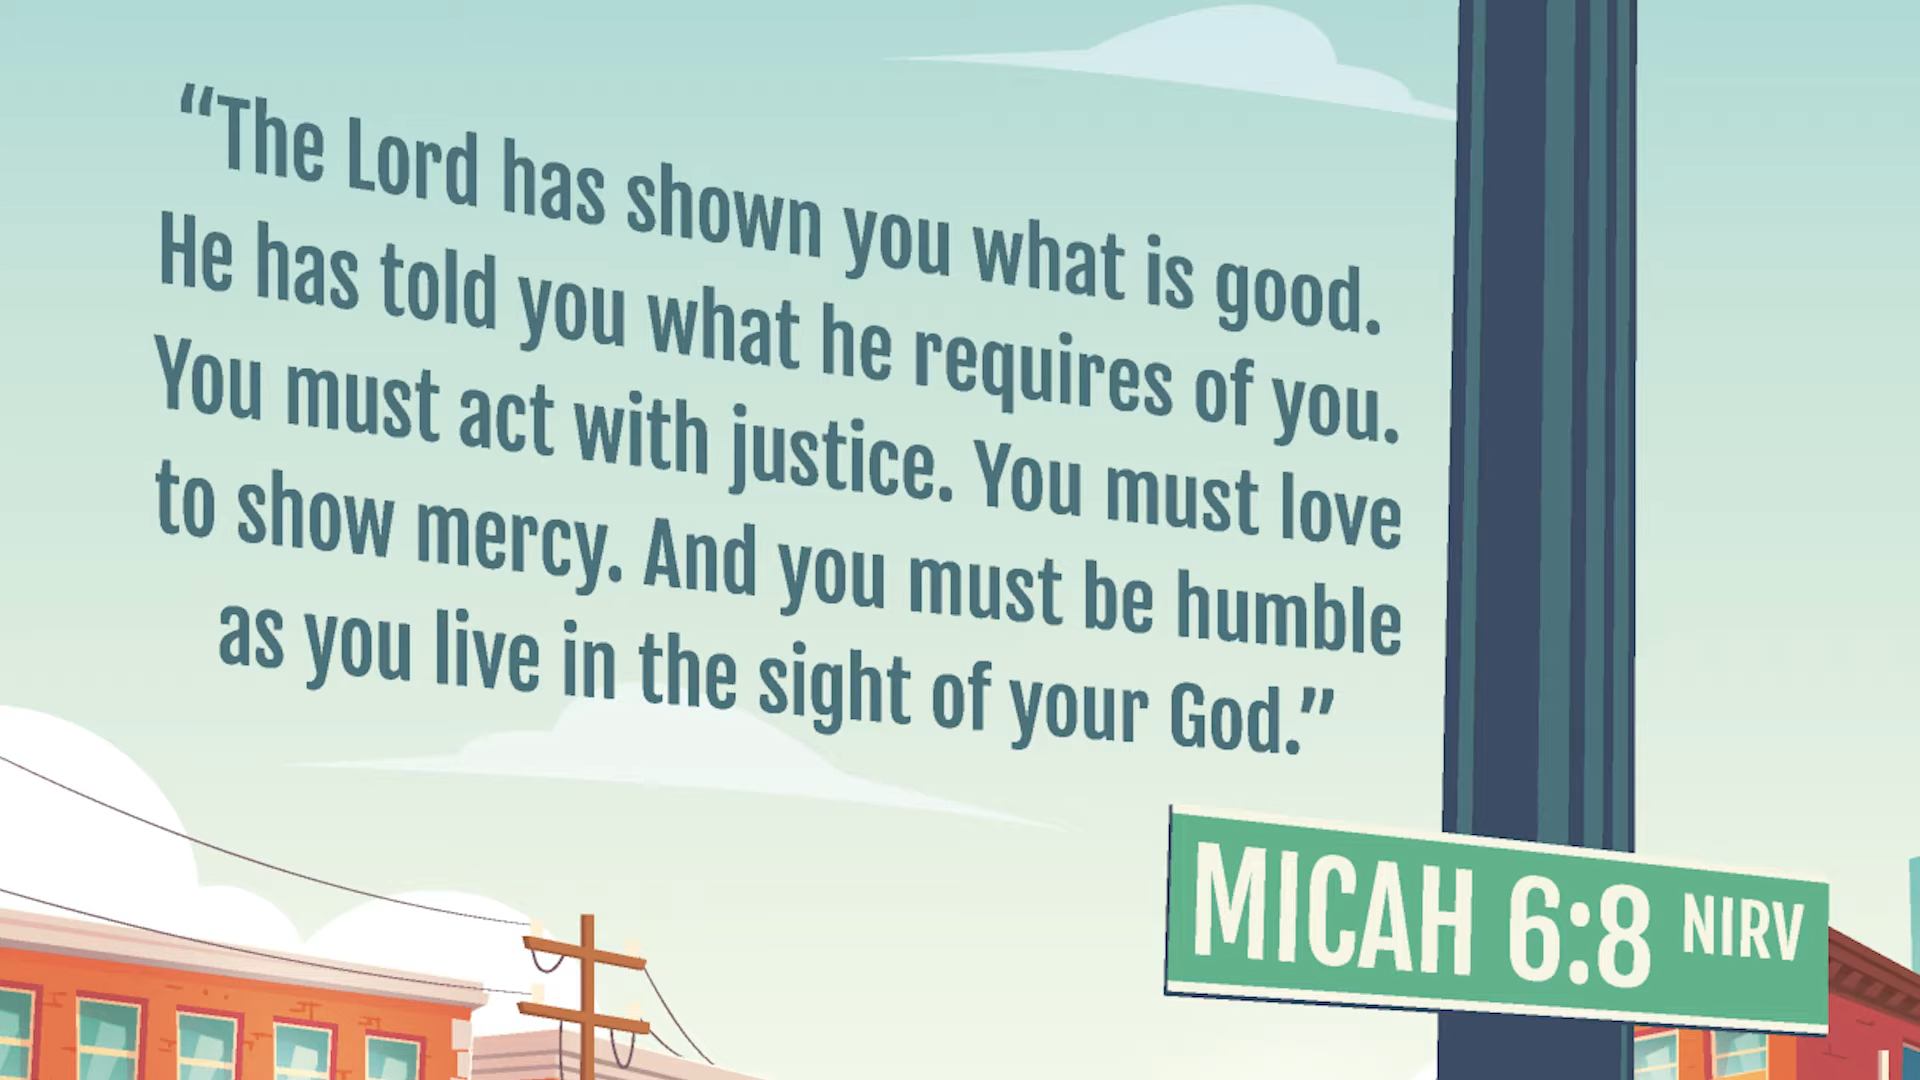 “The Lord has shown you what is good.
He has told you what he requires of you.
You must act with justice. You must love
to show mercy. And you must be humble
as you live in the sight of your God.”
MICAH 6:8 NIRV